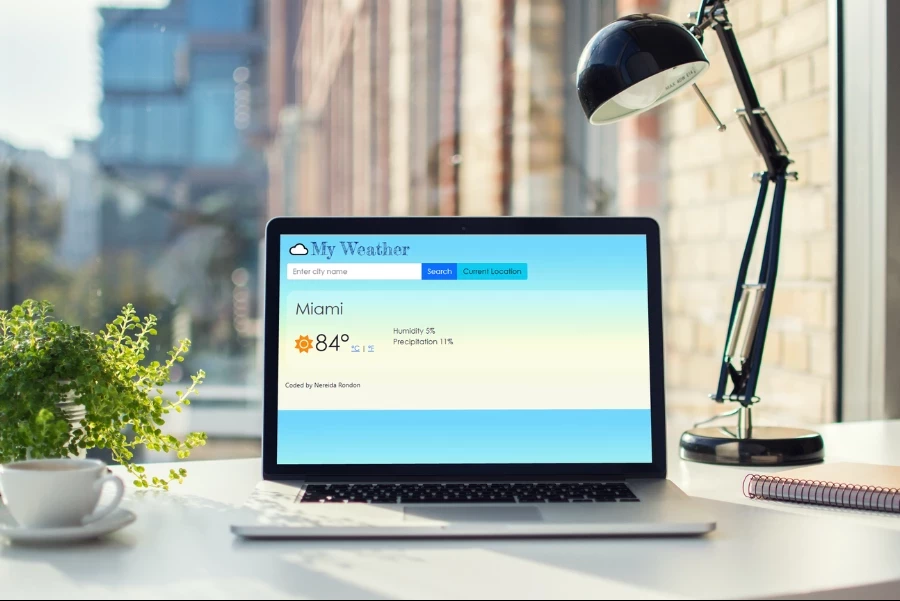 My Weather
Enter city name Search Current Location
Miami
84° °C | °F
Humidity 5%
Precipitation 11%
Coded by Nereida Rondon